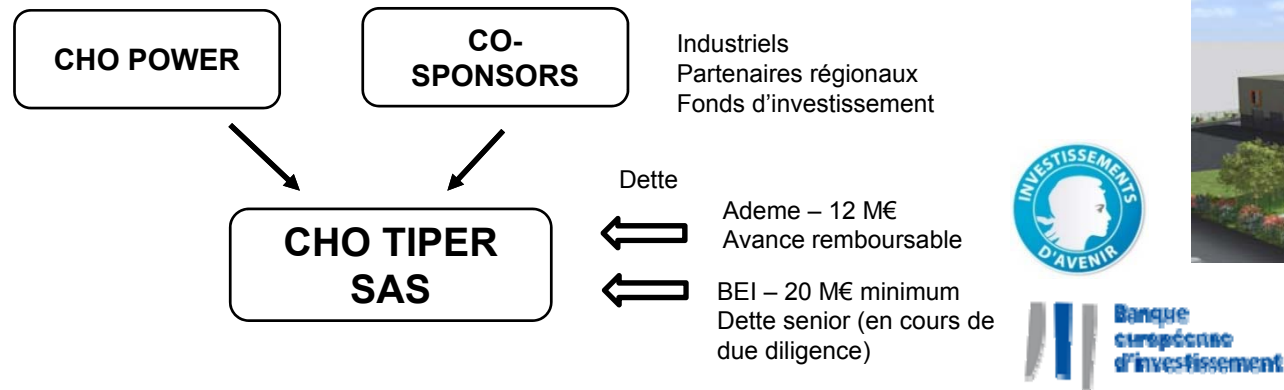 CHO POWER
CO-
SPONSORS
Industriels
Partenaires régionaux
Fonds d'investissement
Dette
CHO TIPER
SAS
Ademe – 12 M€
Avance remboursable
BEI – 20 M€ minimum
Dette senior (en cours de
due diligence)
INVESTISSEMENTS
D'AVENIR
Banque
européenne
d'investissement